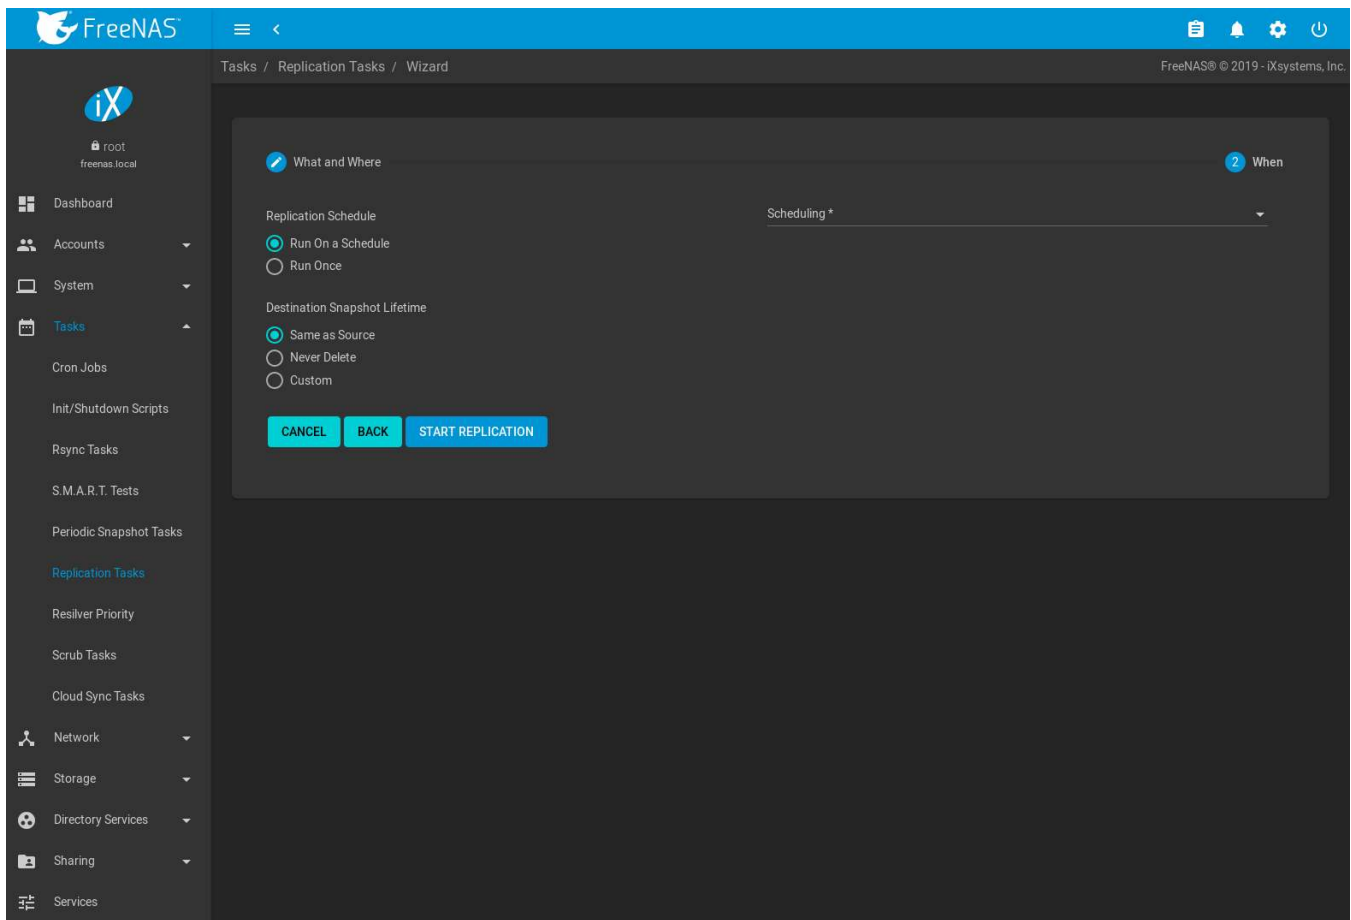 FreeNAS™
Tasks / Replication Tasks / Wizard
FreeNAS® © 2019 - iXsystems, Inc.
iX
root
freenas.local
Dashboard
Accounts
System
Tasks
Cron Jobs
Init/Shutdown Scripts
Rsync Tasks
S.M.A.R.T. Tests
Periodic Snapshot Tasks
Replication Tasks
Resilver Priority
Scrub Tasks
Cloud Sync Tasks
Network
Storage
Directory Services
Sharing
Services
What and Where
2 When
Replication Schedule
Run On a Schedule
Run Once
Destination Snapshot Lifetime
Same as Source
Never Delete
Custom
Scheduling *
CANCEL BACK START REPLICATION